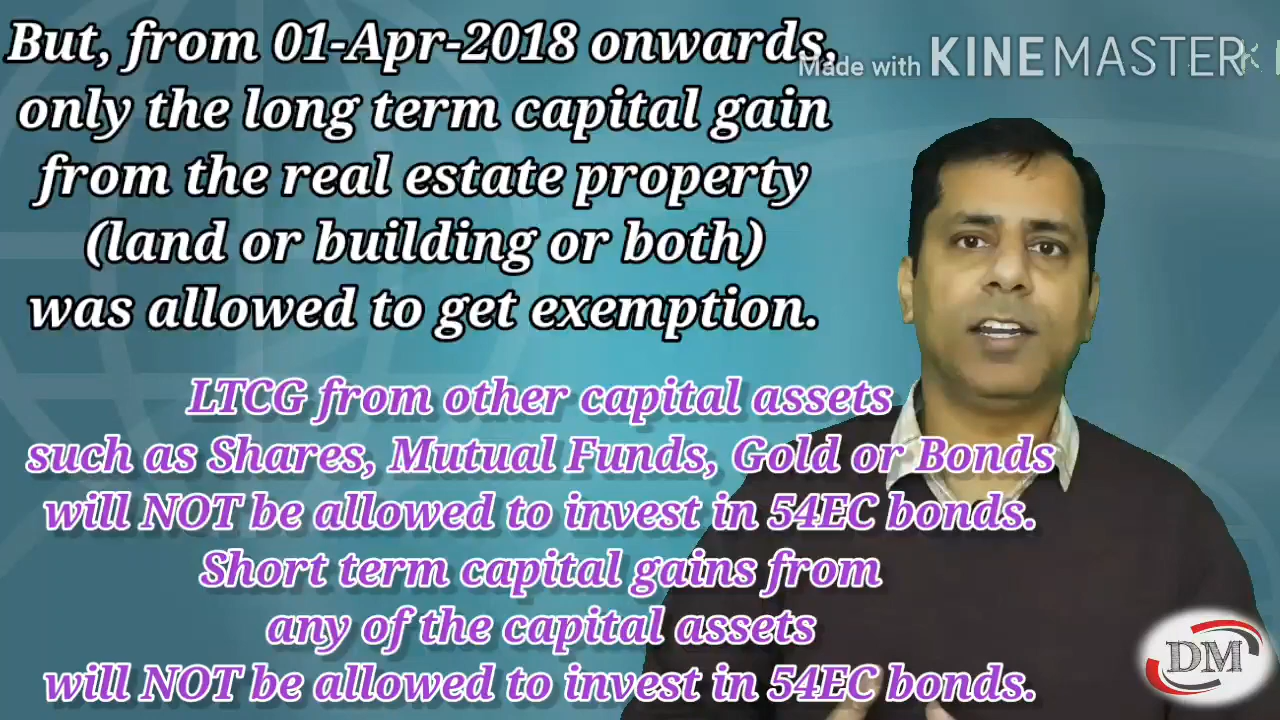 But, from 01-Apr-2018 onwards,
only the long term capital gain
from the real estate property
(land or building or both)
was allowed to get exemption.
Made with KINEMASTER
LTCG from other capital assets
such as Shares, Mutual Funds, Gold or Bonds
will NOT be allowed to invest in 54EC bonds.
Short term capital gains from
any of the capital assets
will NOT be allowed to invest in 54EC bonds.
DM